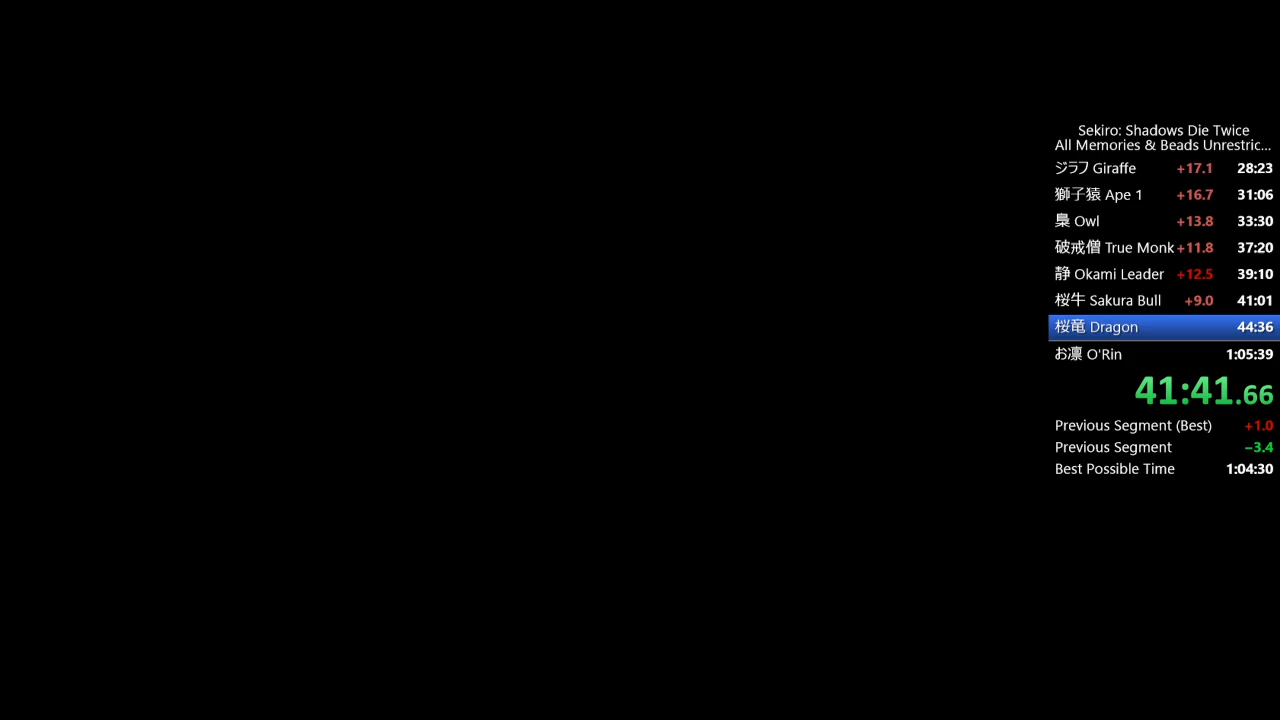 Sekiro: Shadows Die Twice
All Memories & Beads Unrestric...
ジラフ Giraffe +17.1 28:23
獅子猿 Ape 1 +16.7 31:06
梟 Owl +13.8 33:30
破戒僧 True Monk +11.8 37:20
静 Okami Leader +12.5 39:10
桜牛 Sakura Bull +9.0 41:01
桜竜 Dragon 44:36
お凛 O'Rin 1:05:39
41:41.66
Previous Segment (Best) +1.0
Previous Segment −3.4
Best Possible Time 1:04:30